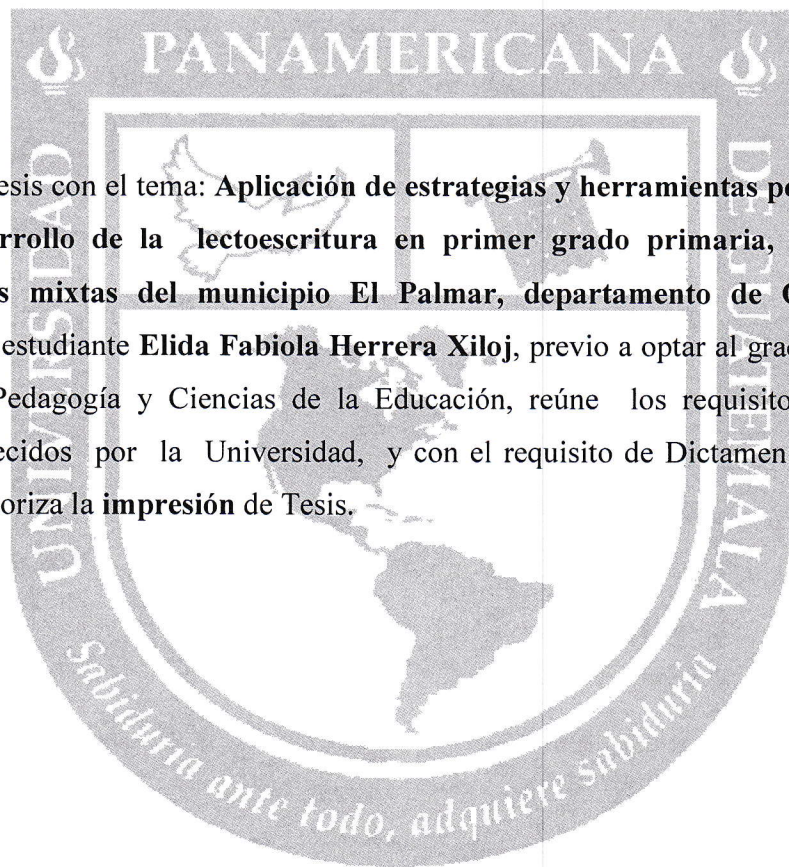 PANAMERICANA
UNIVERSIDAD
DE GUATEMALA
esis con el tema: Aplicación de estrategias y herramientas pe
rrollo de la lectoescritura en primer grado primaria,
s mixtas del municipio El Palmar, departamento de
estudiante Elida Fabiola Herrera Xiloj, previo a optar al grad
Pedagogía y Ciencias de la Educación, reúne los requisito
ecidos por la Universidad, y con el requisito de Dictamen
oriza la impresión de Tesis.
Sabiduría ante todo, adquiere sabiduría